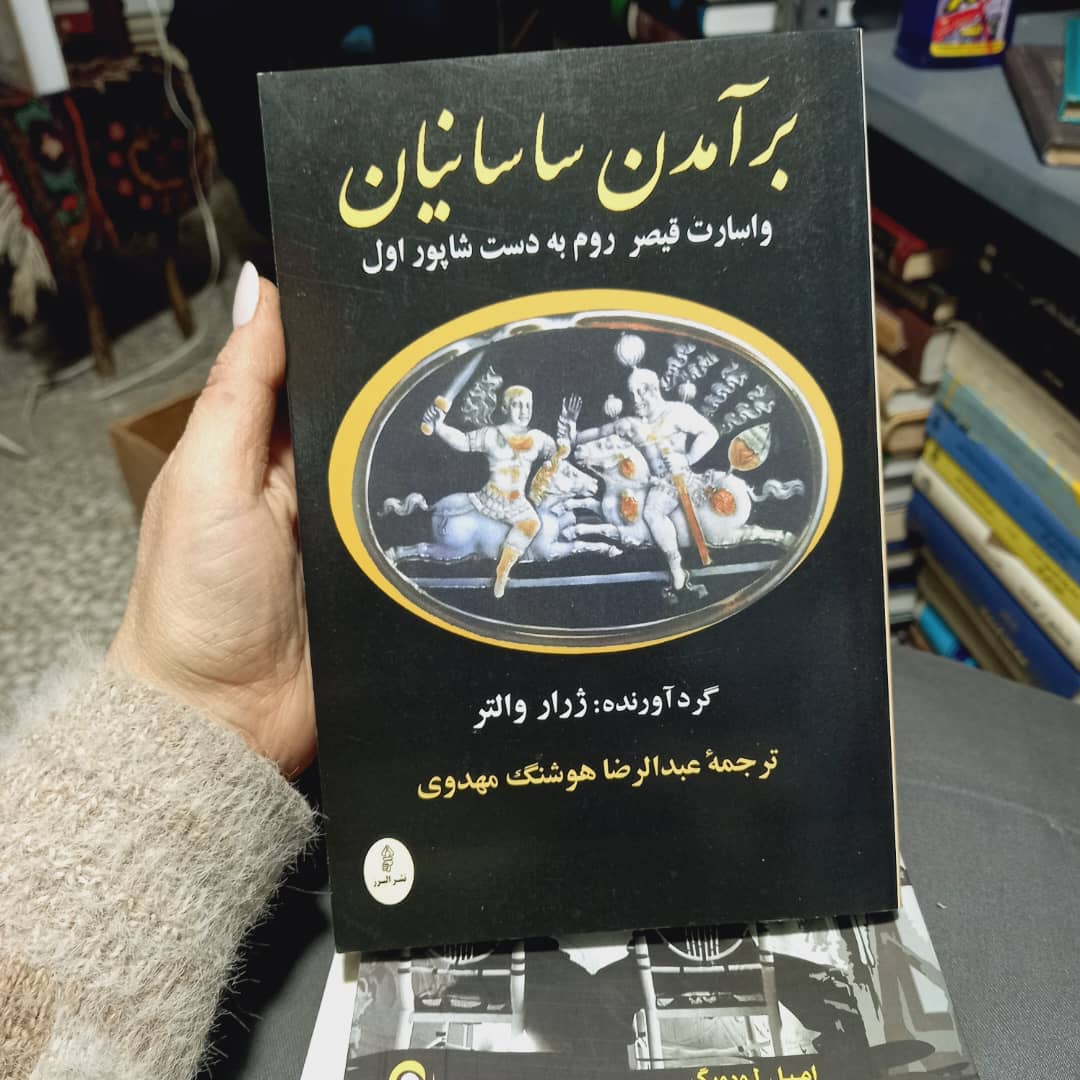 برآمدن ساسانیان
واسارت قیصر روم به دست شاپور اول
گردآورنده: ژرار والتر
ترجمهٔ عبدالرضا هوشنگ مهدوی
نشر البرز